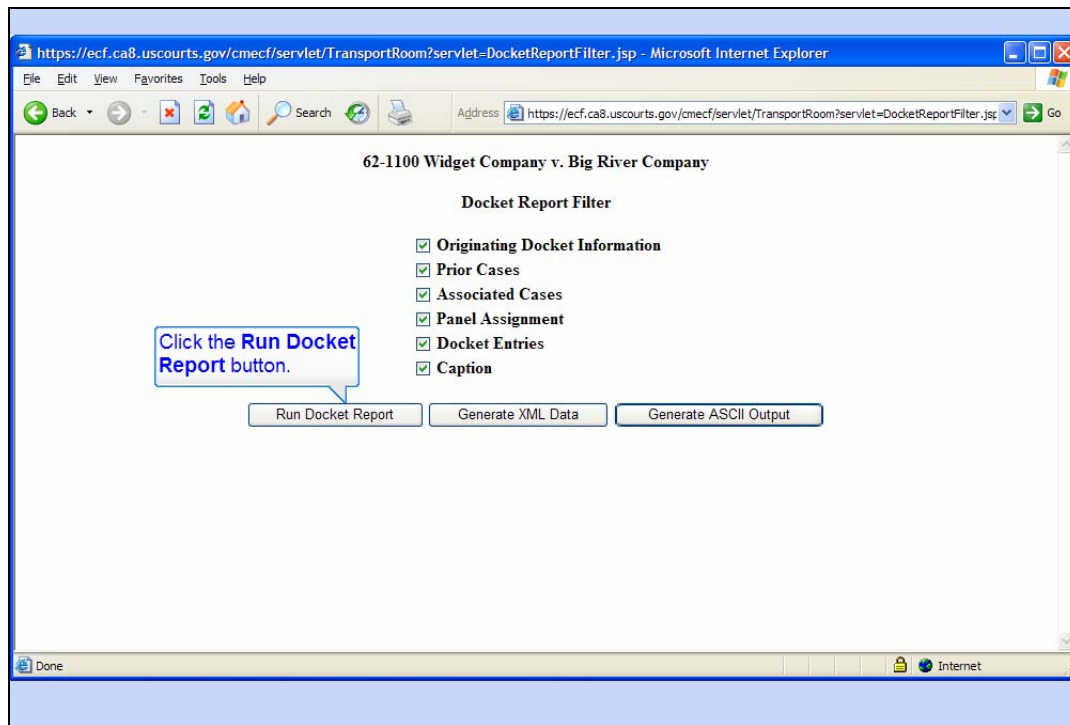 https://ecf.ca8.uscourts.gov/cmecf/servlet/TransportRoom?servlet=DocketReportFilter.jsp - Microsoft Internet Explorer
File Edit View Favorites Tools Help
Back Search Address https://ecf.ca8.uscourts.gov/cmecf/servlet/TransportRoom?servlet=DocketReportFilter.jsp Go
62-1100 Widget Company v. Big River Company
Docket Report Filter
Originating Docket Information
Prior Cases
Associated Cases
Panel Assignment
Docket Entries
Caption
Click the Run Docket
Report button.
Run Docket Report Generate XML Data Generate ASCII Output
Done Internet